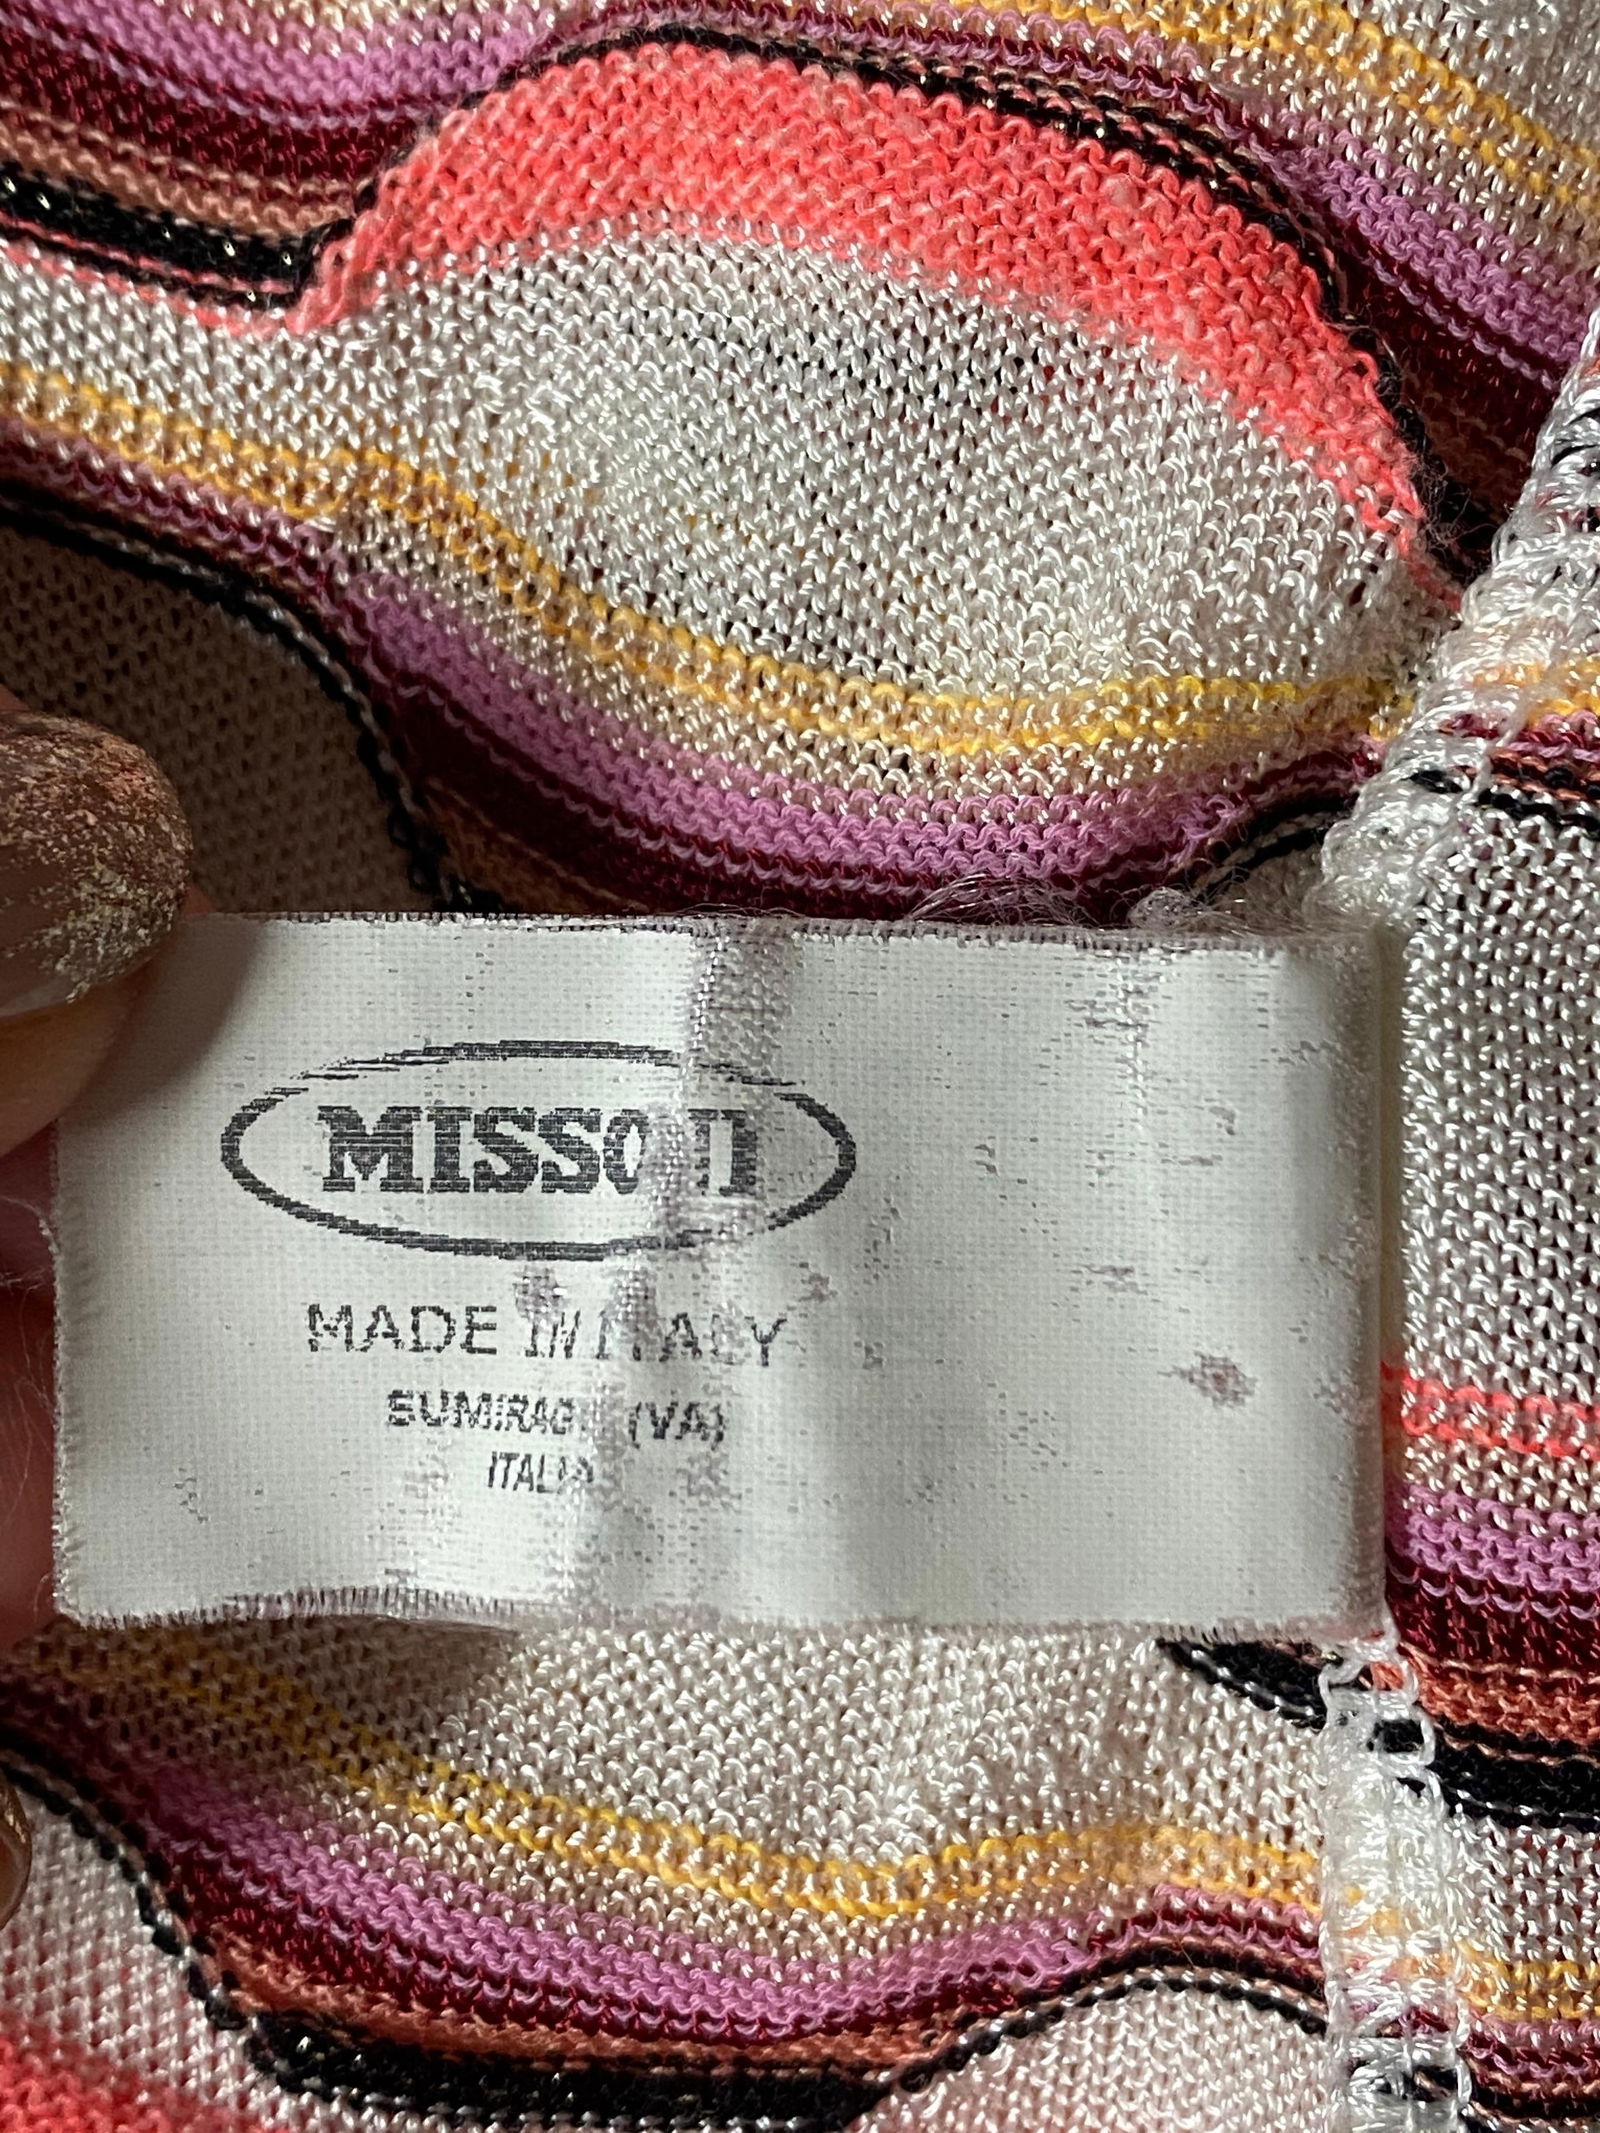 MISSONI
MADE IN ITALY
SUMIRAGO (VA)
ITALIA